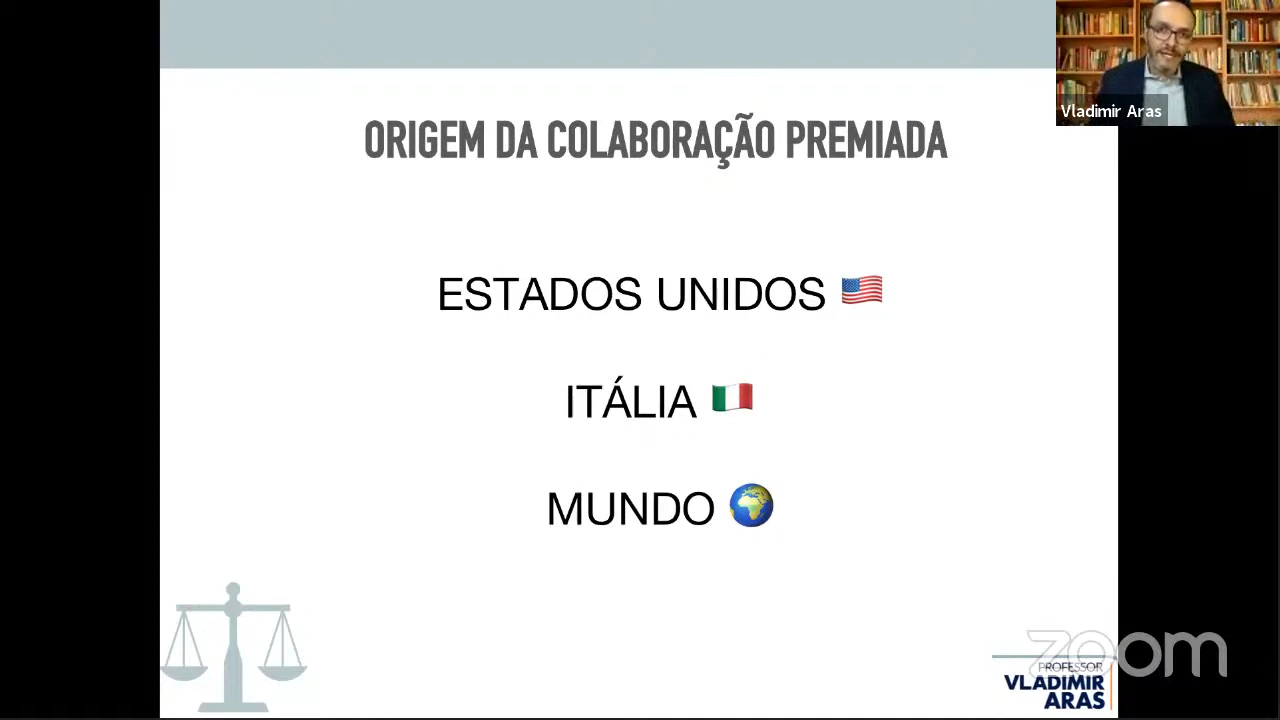 Vladimir Aras
ORIGEM DA COLABORAÇÃO PREMIADA
ESTADOS UNIDOS
ITÁLIA
MUNDO
zoom
PROFESSOR
VLADIMIR
ARAS